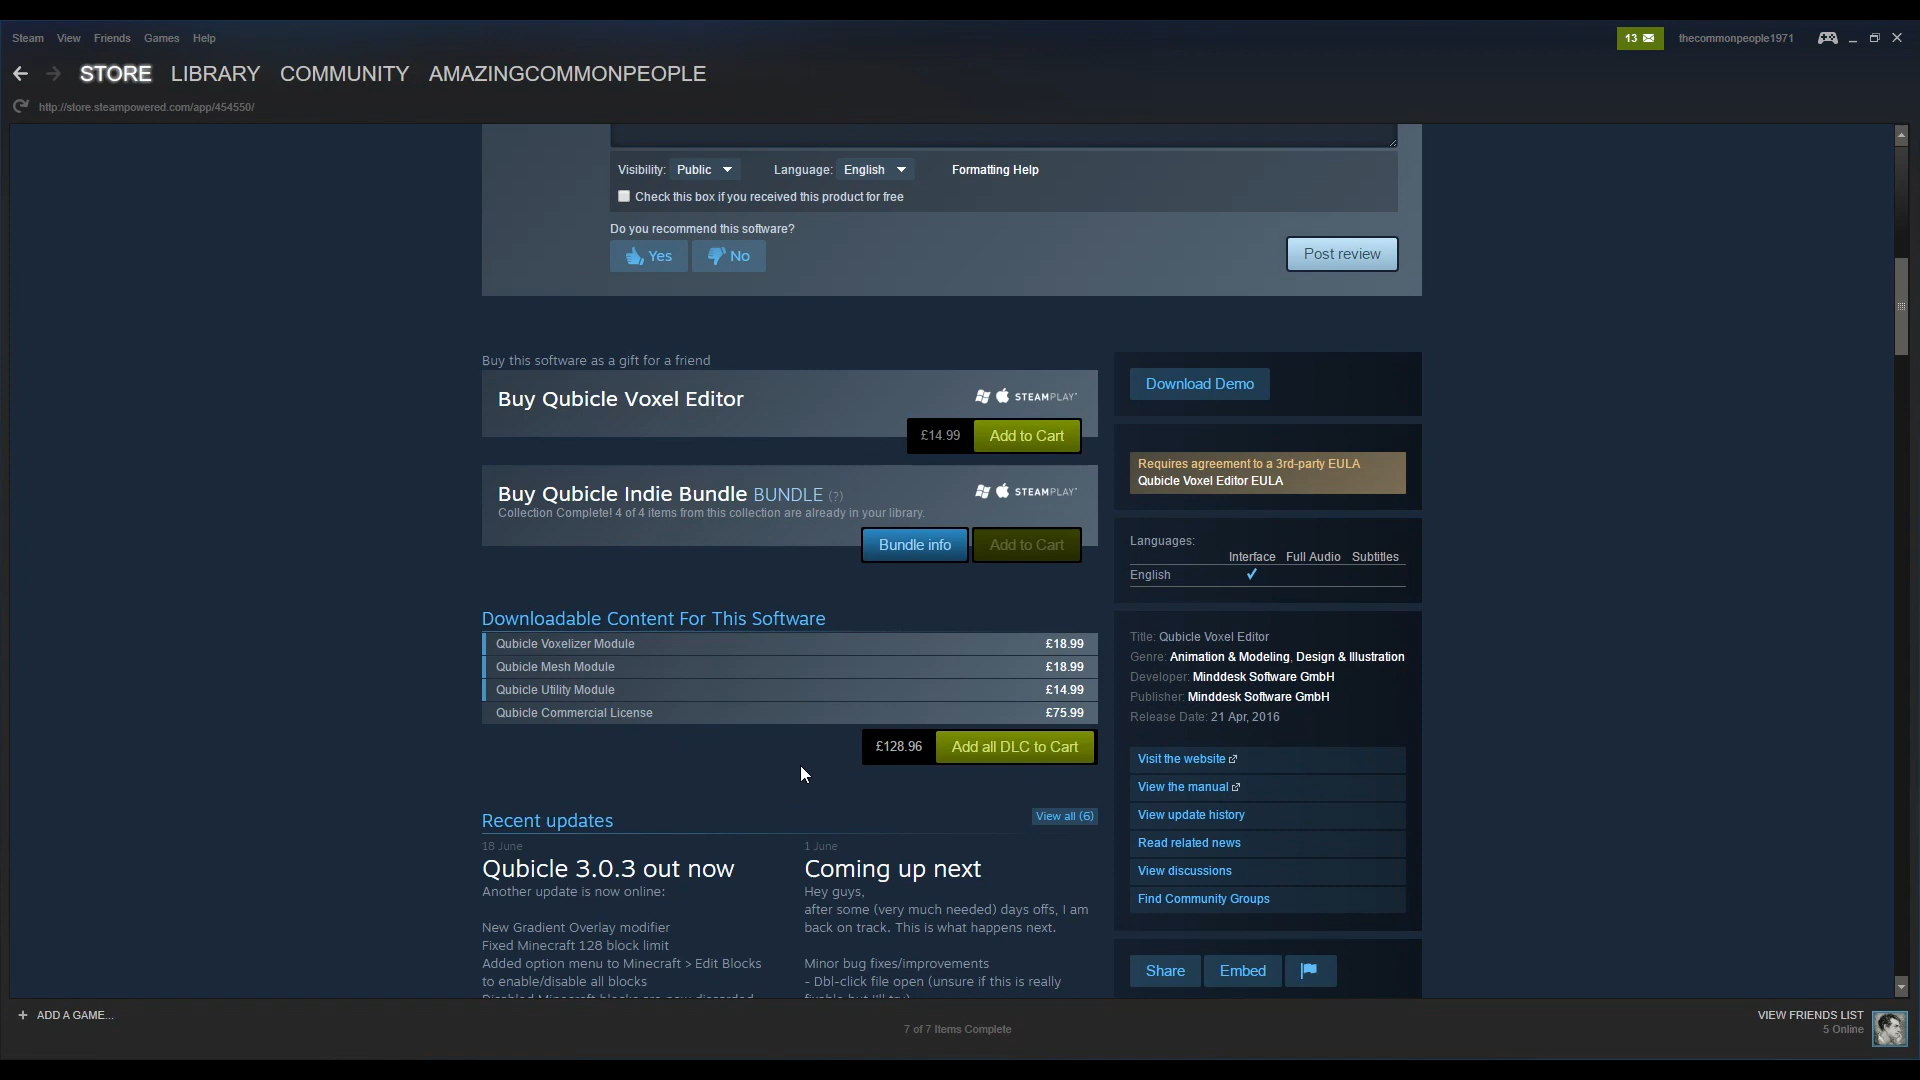 Steam View Friends Games Help
13 thecommonpeople1971
STORE LIBRARY COMMUNITY AMAZINGCOMMONPEOPLE
http://store.steampowered.com/app/454550/
Visibility: Public Language: English Formatting Help
Check this box if you received this product for free
Do you recommend this software?
Yes No
Post review
Buy this software as a gift for a friend
Buy Qubicle Voxel Editor
STEAMPLAY
£14.99 Add to Cart
Buy Qubicle Indie Bundle BUNDLE (?)
STEAMPLAY
Collection Complete! 4 of 4 items from this collection are already in your library.
Bundle info Add to Cart
Downloadable Content For This Software
Qubicle Voxelizer Module £18.99
Qubicle Mesh Module £18.99
Qubicle Utility Module £14.99
Qubicle Commercial License £75.99
£128.96 Add all DLC to Cart
Recent updates View all (6)
18 June
Qubicle 3.0.3 out now
Another update is now online:
New Gradient Overlay modifier
Fixed Minecraft 128 block limit
Added option menu to Minecraft > Edit Blocks
to enable/disable all blocks
1 June
Coming up next
Hey guys,
after some (very much needed) days offs, I am
back on track. This is what happens next.
Minor bug fixes/improvements
- Dbl-click file open (unsure if this is really
Download Demo
Requires agreement to a 3rd-party EULA
Qubicle Voxel Editor EULA
Languages:
Interface Full Audio Subtitles
English ✓
Title: Qubicle Voxel Editor
Genre: Animation & Modeling, Design & Illustration
Developer: Minddesk Software GmbH
Publisher: Minddesk Software GmbH
Release Date: 21 Apr, 2016
Visit the website
View the manual
View update history
Read related news
View discussions
Find Community Groups
Share Embed
+ ADD A GAME...
7 of 7 Items Complete
VIEW FRIENDS LIST
5 Online